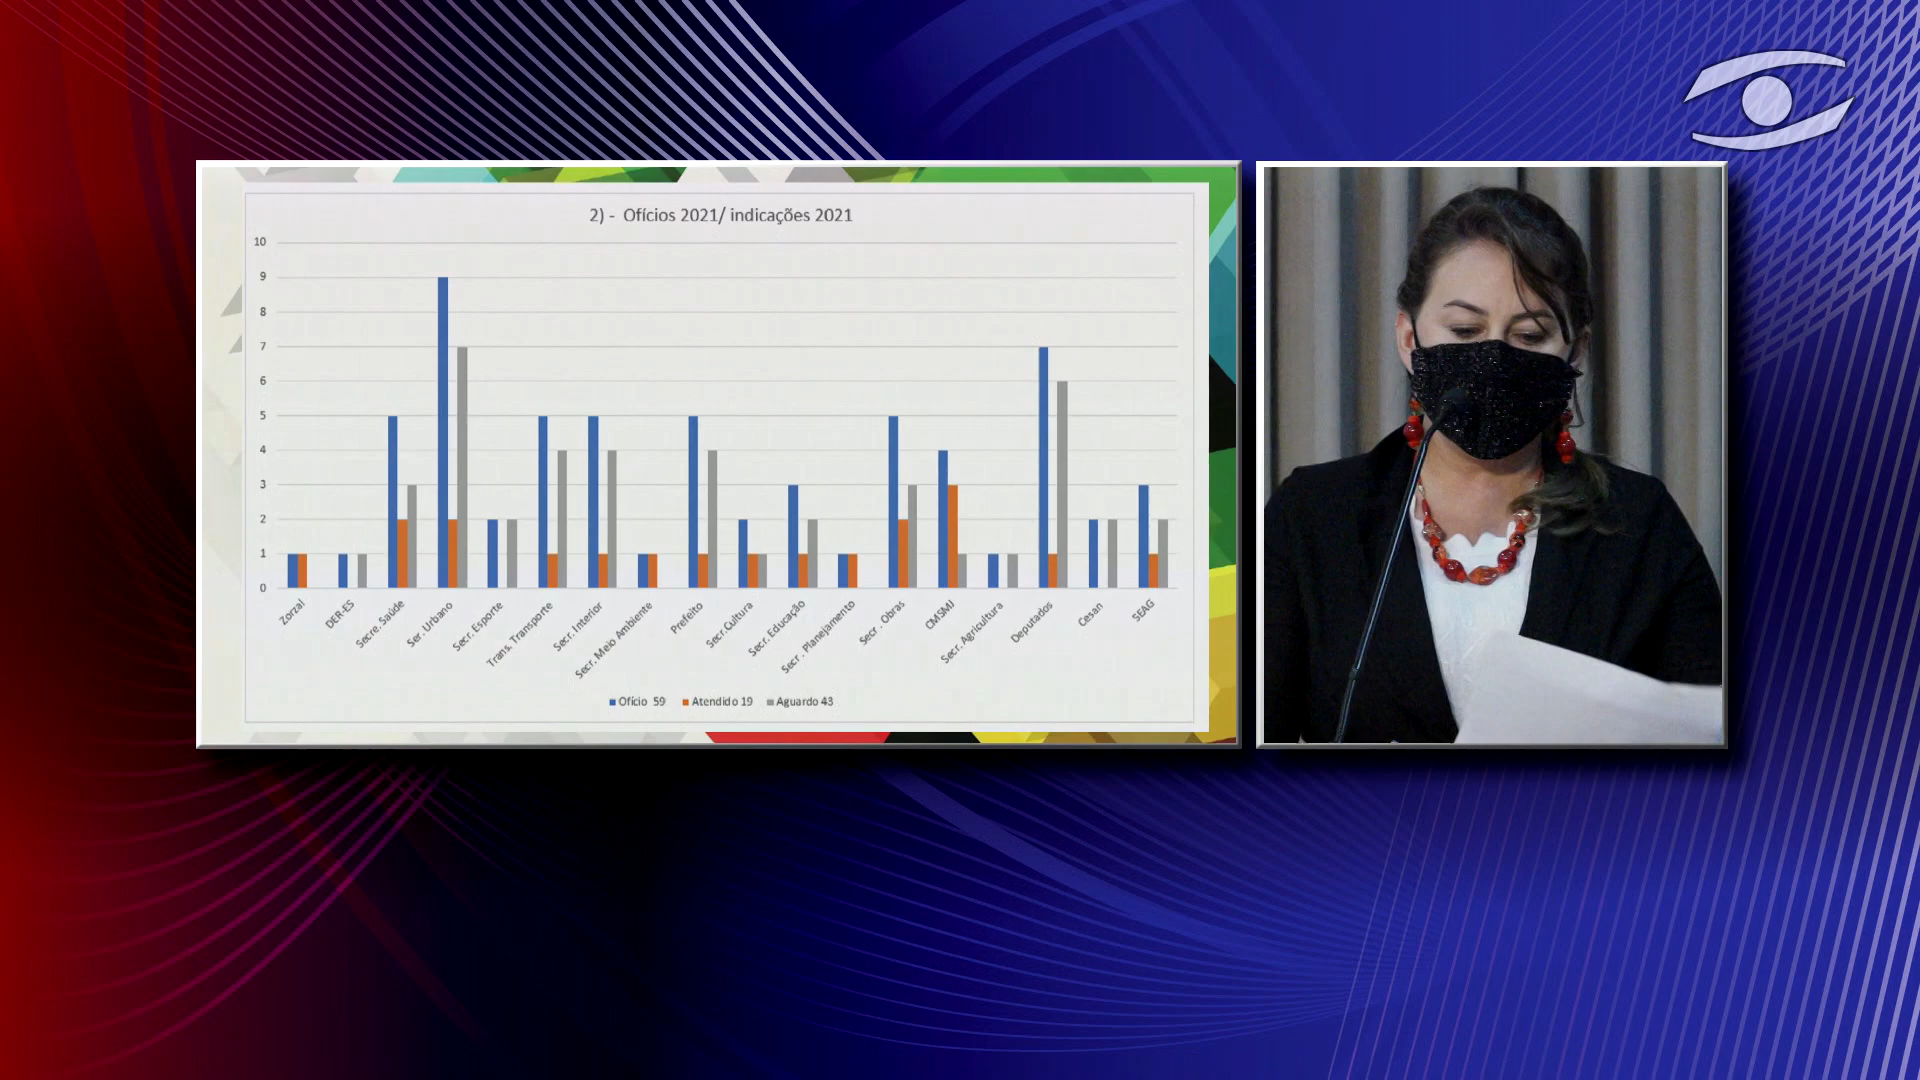 2) - Ofícios 2021/ indicações 2021
10
9
8
7
6
5
4
3
2
1
0
Zorzal
DER-ES
Secre. Saúde
Ser. Urbano
Secr. Esporte
Trans. Transporte
Secr. Interior
Secr. Meio Ambiente
Prefeito
Secr.Cultura
Secr. Educação
Secr . Planejamento
Secr . Obras
CMSMJ
Secr. Agricultura
Deputados
Cesan
SEAG
Ofício 59 Atendido 19 Aguardo 43